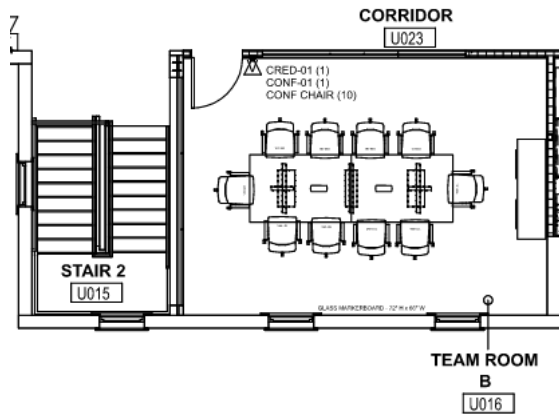 CORRIDOR
U023
CRED-01 (1)
CONF-01 (1)
CONF CHAIR (10)
STAIR 2
U015
GLASS MARKERBOARD - 72" H x 60" W
TEAM ROOM
B
U016